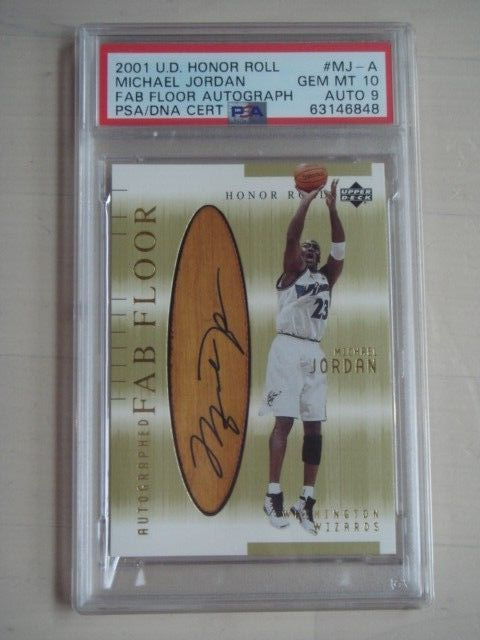 2001 U.D. HONOR ROLL #MJ-A
MICHAEL JORDAN GEM MT 10
FAB FLOOR AUTOGRAPH AUTO 9
PSA/DNA CERT PSA 63146848
HONOR ROLL
UPPER DECK
AUTOGRAPHED FAB FLOOR
23
MICHAEL
JORDAN
WASHINGTON
WIZARDS